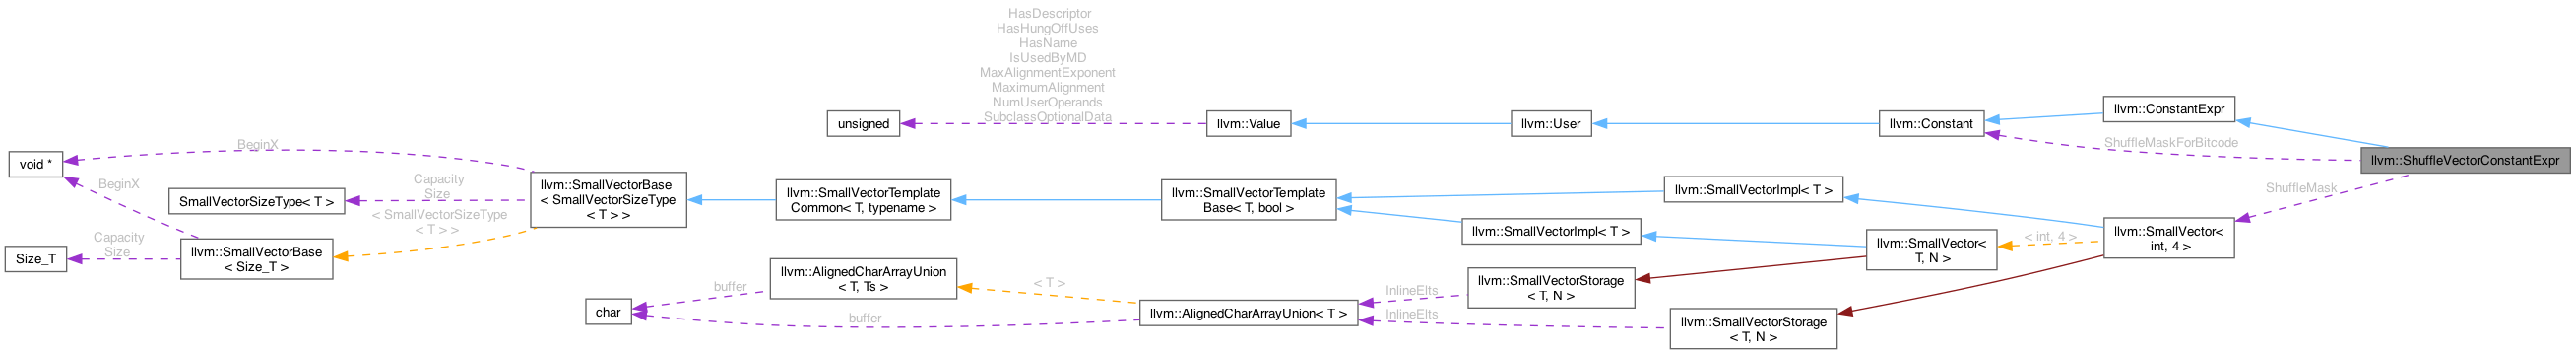 HasDescriptor
HasHungOffUses
HasName
IsUsedByMD
MaxAlignmentExponent
MaximumAlignment
NumUserOperands
SubclassOptionalData
unsigned
llvm::Value
llvm::User
llvm::Constant
llvm::ConstantExpr
ShuffleMaskForBitcode
llvm::ShuffleVectorConstantExpr
ShuffleMask
BeginX
void *
BeginX
SmallVectorSizeType< T >
Capacity
Size
< SmallVectorSizeType
< T > >
llvm::SmallVectorBase
< SmallVectorSizeType
< T > >
llvm::SmallVectorTemplate
Common< T, typename >
llvm::SmallVectorTemplate
Base< T, bool >
llvm::SmallVectorImpl< T >
llvm::SmallVectorImpl< T >
llvm::SmallVector<
T, N >
< int, 4 >
llvm::SmallVector<
int, 4 >
Size_T
Capacity
Size
llvm::SmallVectorBase
< Size_T >
char
buffer
buffer
llvm::AlignedCharArrayUnion
< T, Ts >
< T >
llvm::AlignedCharArrayUnion< T >
InlineElts
InlineElts
llvm::SmallVectorStorage
< T, N >
llvm::SmallVectorStorage
< T, N >